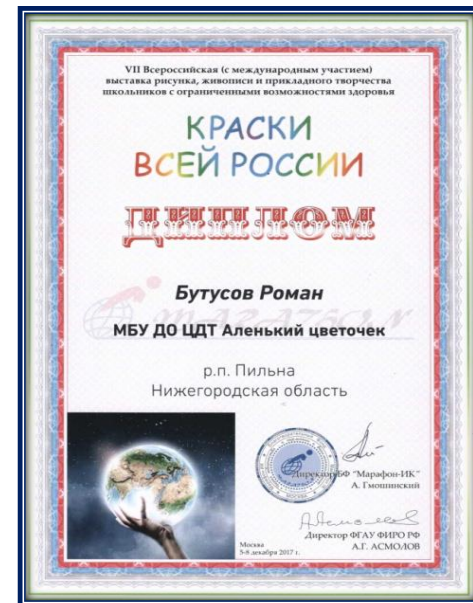 VII Всероссийская (с международным участием)
выставка рисунка, живописи и прикладного творчества
школьников с ограниченными возможностями здоровья
КРАСКИ
ВСЕЙ РОССИИ
ДИПЛОМ
Бутусов Роман
МБУ ДО ЦДТ Аленький цветочек
р.п. Пильна
Нижегородская область
Директор БФ "Марафон-ИК"
А. Гмошинский
Директор ФГАУ ФИРО РФ
А.Г. АСМОЛОВ
Москва
5-8 декабря 2017 г.